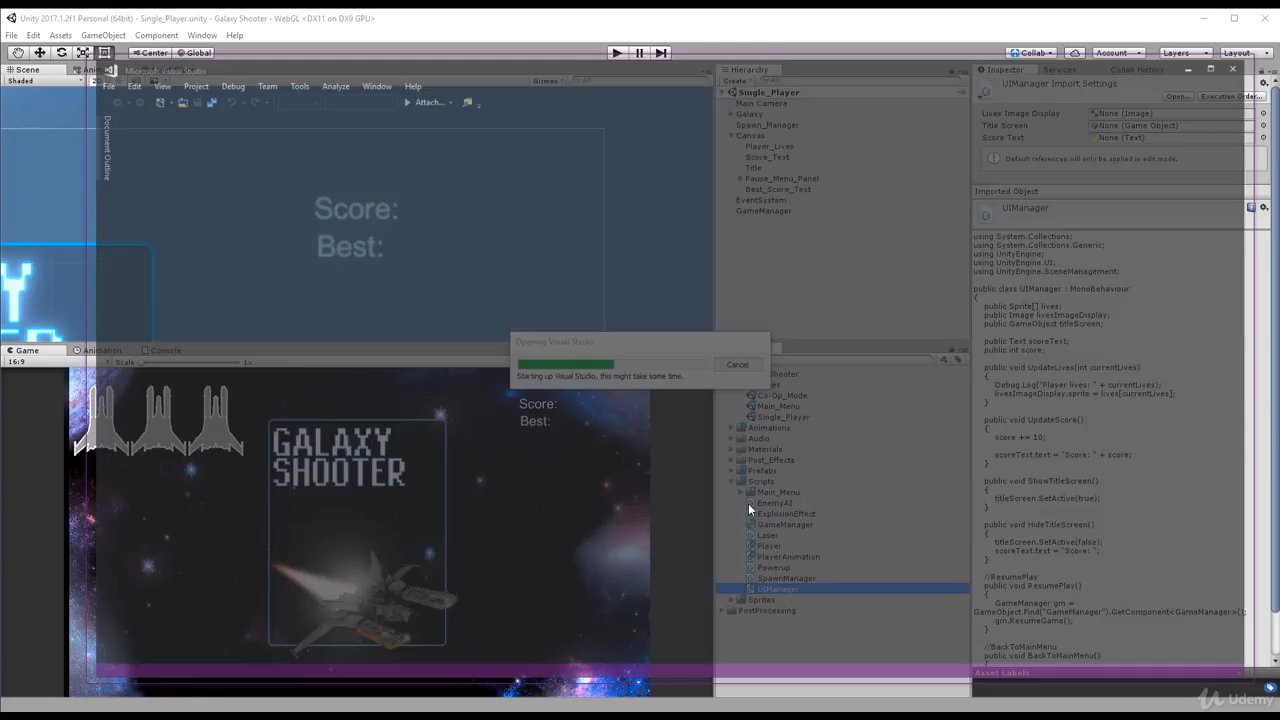 Unity 2017.1.2f1 Personal (64bit) - Single_Player.unity - Galaxy Shooter - WebGL <DX11 on DX9 GPU>
File Edit Assets GameObject Component Window Help
Center Global Collab Account Layers Layout
Scene
Shaded
Gizmos
Microsoft Visual Studio
File Edit View Project Debug Team Tools Analyze Window Help
Attach...
Document Outline
Score:
Best:
Hierarchy
Create
Single_Player
Main Camera
Galaxy
Spawn_Manager
Canvas
Player_Lives
Score_Text
Title
Pause_Menu_Panel
Best_Score_Text
EventSystem
GameManager
Inspector Services Collab History
UIManager Import Settings
Open... Execution Order...
Lives Image Display None (Image)
Title Screen None (Game Object)
Score Text None (Text)
Default references will only be applied in edit mode.
Imported Object
UIManager
using System.Collections;
using System.Collections.Generic;
using UnityEngine;
using UnityEngine.UI;
using UnityEngine.SceneManagement;
public class UIManager : MonoBehaviour
{
public Sprite[] lives;
public Image livesImageDisplay;
public GameObject titleScreen;
public Text scoreText;
public int score;
public void UpdateLives(int currentLives)
{
Debug.Log("Player lives: " + currentLives);
livesImageDisplay.sprite = lives[currentLives];
}
public void UpdateScore()
{
score += 10;
scoreText.text = "Score: " + score;
}
public void ShowTitleScreen()
{
titleScreen.SetActive(true);
}
public void HideTitleScreen()
{
titleScreen.SetActive(false);
scoreText.text = "Score: ";
}
//ResumePlay
public void ResumePlay()
{
GameManager gm =
GameObject.Find("GameManager").GetComponent<GameManager>();
gm.ResumeGame();
}
//BackToMainMenu
public void BackToMainMenu()
{
Asset Labels
Opening Visual Studio
Cancel
Starting up Visual Studio, this might take some time.
Game Animation Console
16:9 Scale 1x
Score:
Best:
GALAXY
SHOOTER
Co-Op_Mode
Main_Menu
Single_Player
Animations
Audio
Materials
Post_Effects
Prefabs
Scripts
Main_Menu
EnemyAI
ExplosionEffect
GameManager
Laser
Player
PlayerAnimation
Powerup
SpawnManager
UIManager
Sprites
PostProcessing
Udemy